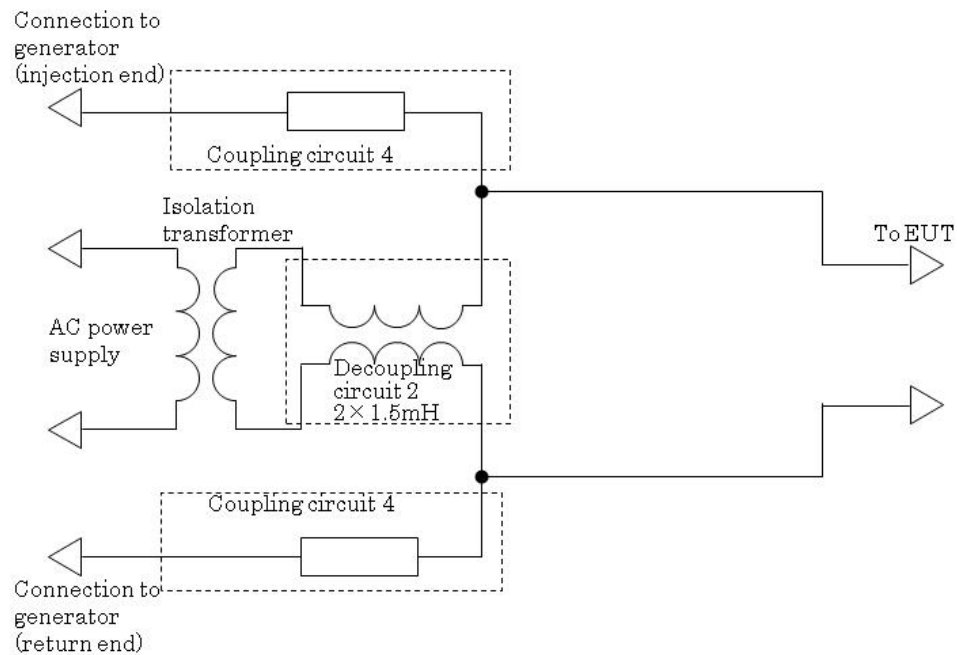 Connection to
generator
(injection end)
Coupling circuit 4
Isolation
transformer
To EUT
AC power
supply
Decoupling
circuit 2
2×1.5mH
Coupling circuit 4
Connection to
generator
(return end)